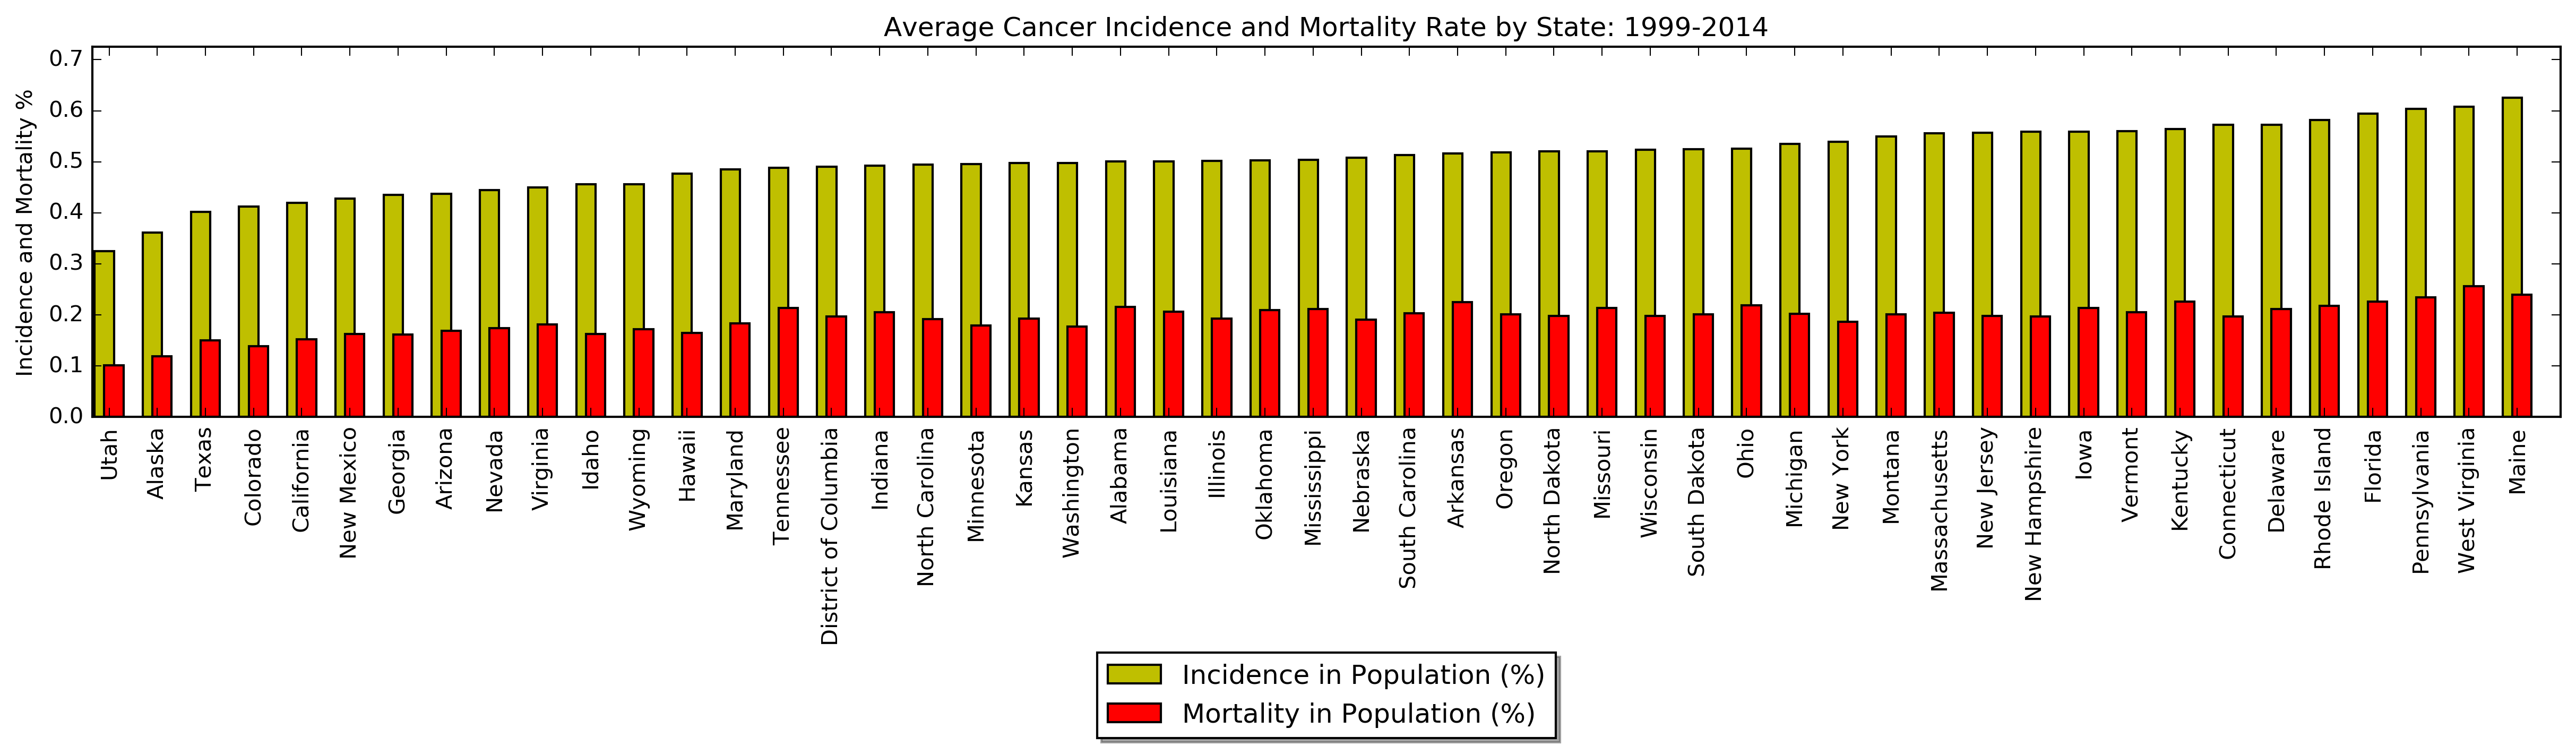 Average Cancer Incidence and Mortality Rate by State: 1999-2014
Incidence and Mortality %
0.7
0.6
0.5
0.4
0.3
0.2
0.1
0.0
Utah
Alaska
Texas
Colorado
California
New Mexico
Georgia
Arizona
Nevada
Virginia
Idaho
Wyoming
Hawaii
Maryland
Tennessee
District of Columbia
Indiana
North Carolina
Minnesota
Kansas
Washington
Alabama
Louisiana
Illinois
Oklahoma
Mississippi
Nebraska
South Carolina
Arkansas
Oregon
North Dakota
Missouri
Wisconsin
South Dakota
Ohio
Michigan
New York
Montana
Massachusetts
New Jersey
New Hampshire
Iowa
Vermont
Kentucky
Connecticut
Delaware
Rhode Island
Florida
Pennsylvania
West Virginia
Maine
Incidence in Population (%)
Mortality in Population (%)